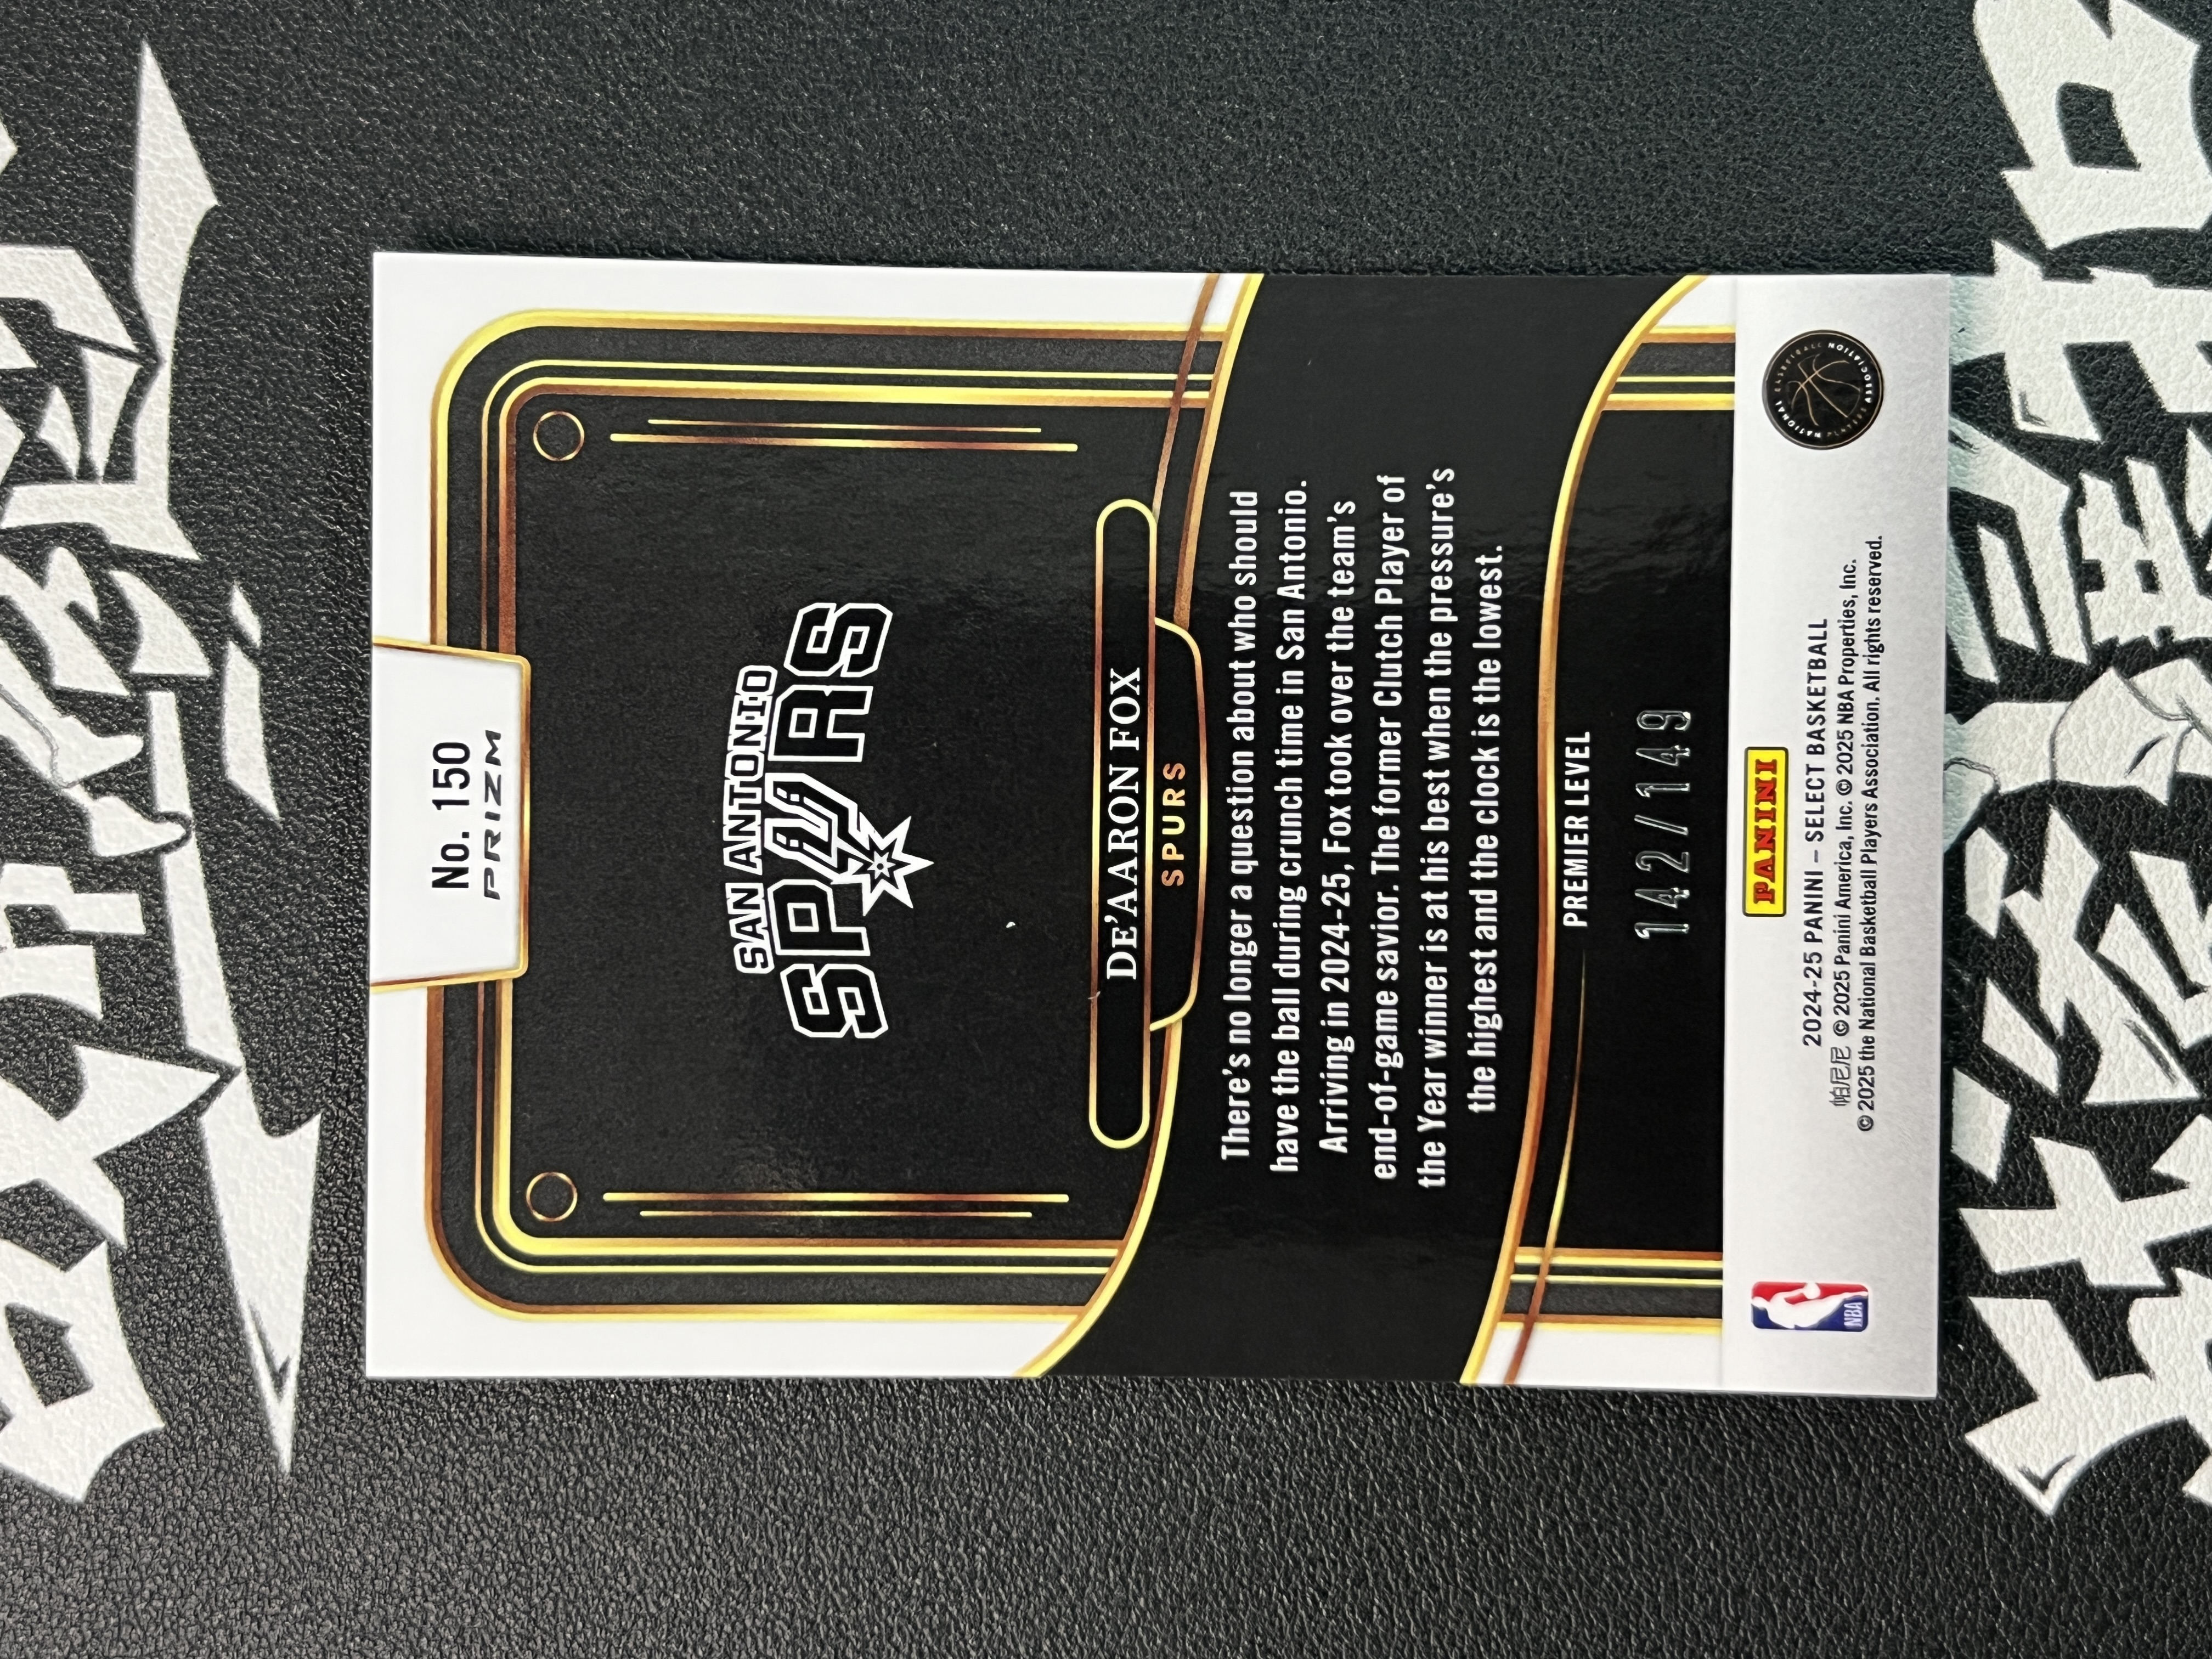 No. 150
PRIZM
SAN ANTONIO
SPURS
DE'AARON FOX
SPURS
There's no longer a question about who should
have the ball during crunch time in San Antonio.
Arriving in 2024-25, Fox took over the team's
end-of-game savior. The former Clutch Player of
the Year winner is at his best when the pressure's
the highest and the clock is the lowest.
PREMIER LEVEL
142/149
PANINI
NBA
2024-25 PANINI – SELECT BASKETBALL
帕尼尼 © 2025 Panini America, Inc. © 2025 NBA Properties, Inc.
© 2025 the National Basketball Players Association. All rights reserved.